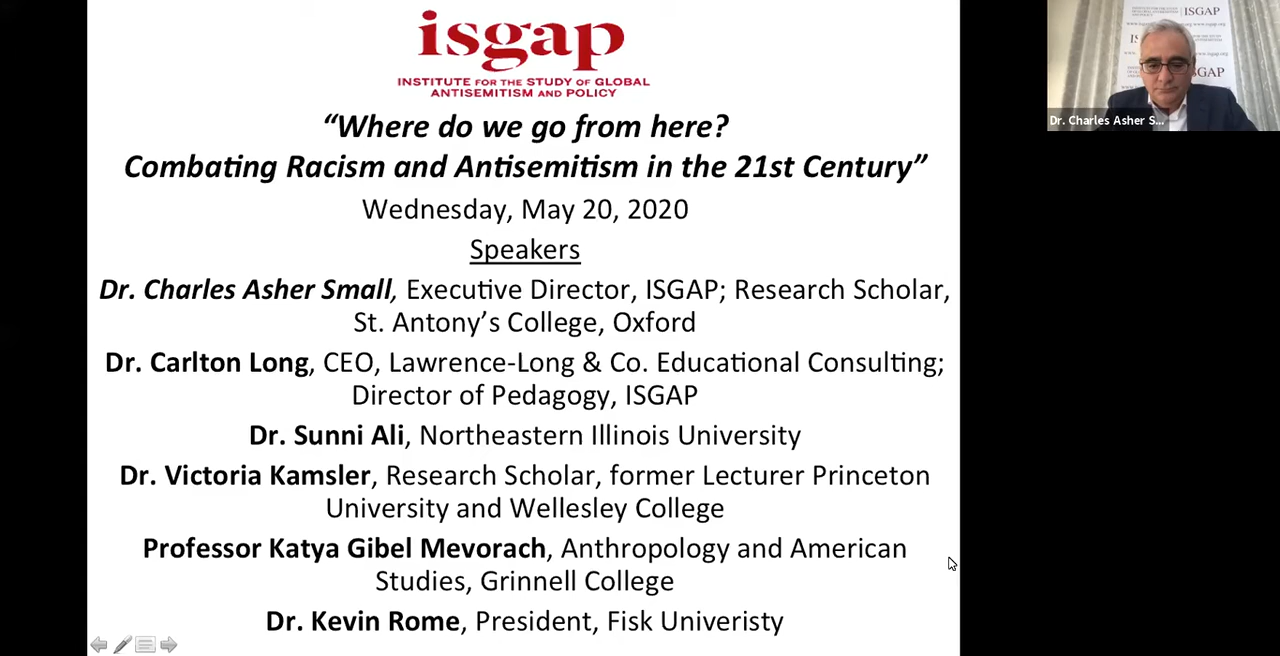 isgap
INSTITUTE FOR THE STUDY OF GLOBAL
ANTISEMITISM AND POLICY
“Where do we go from here?
Combating Racism and Antisemitism in the 21st Century”
Wednesday, May 20, 2020
Speakers
Dr. Charles Asher Small, Executive Director, ISGAP; Research Scholar,
St. Antony’s College, Oxford
Dr. Carlton Long, CEO, Lawrence-Long & Co. Educational Consulting;
Director of Pedagogy, ISGAP
Dr. Sunni Ali, Northeastern Illinois University
Dr. Victoria Kamsler, Research Scholar, former Lecturer Princeton
University and Wellesley College
Professor Katya Gibel Mevorach, Anthropology and American
Studies, Grinnell College
Dr. Kevin Rome, President, Fisk Univeristy
ISGAP
ISGAP
Dr. Charles Asher S...